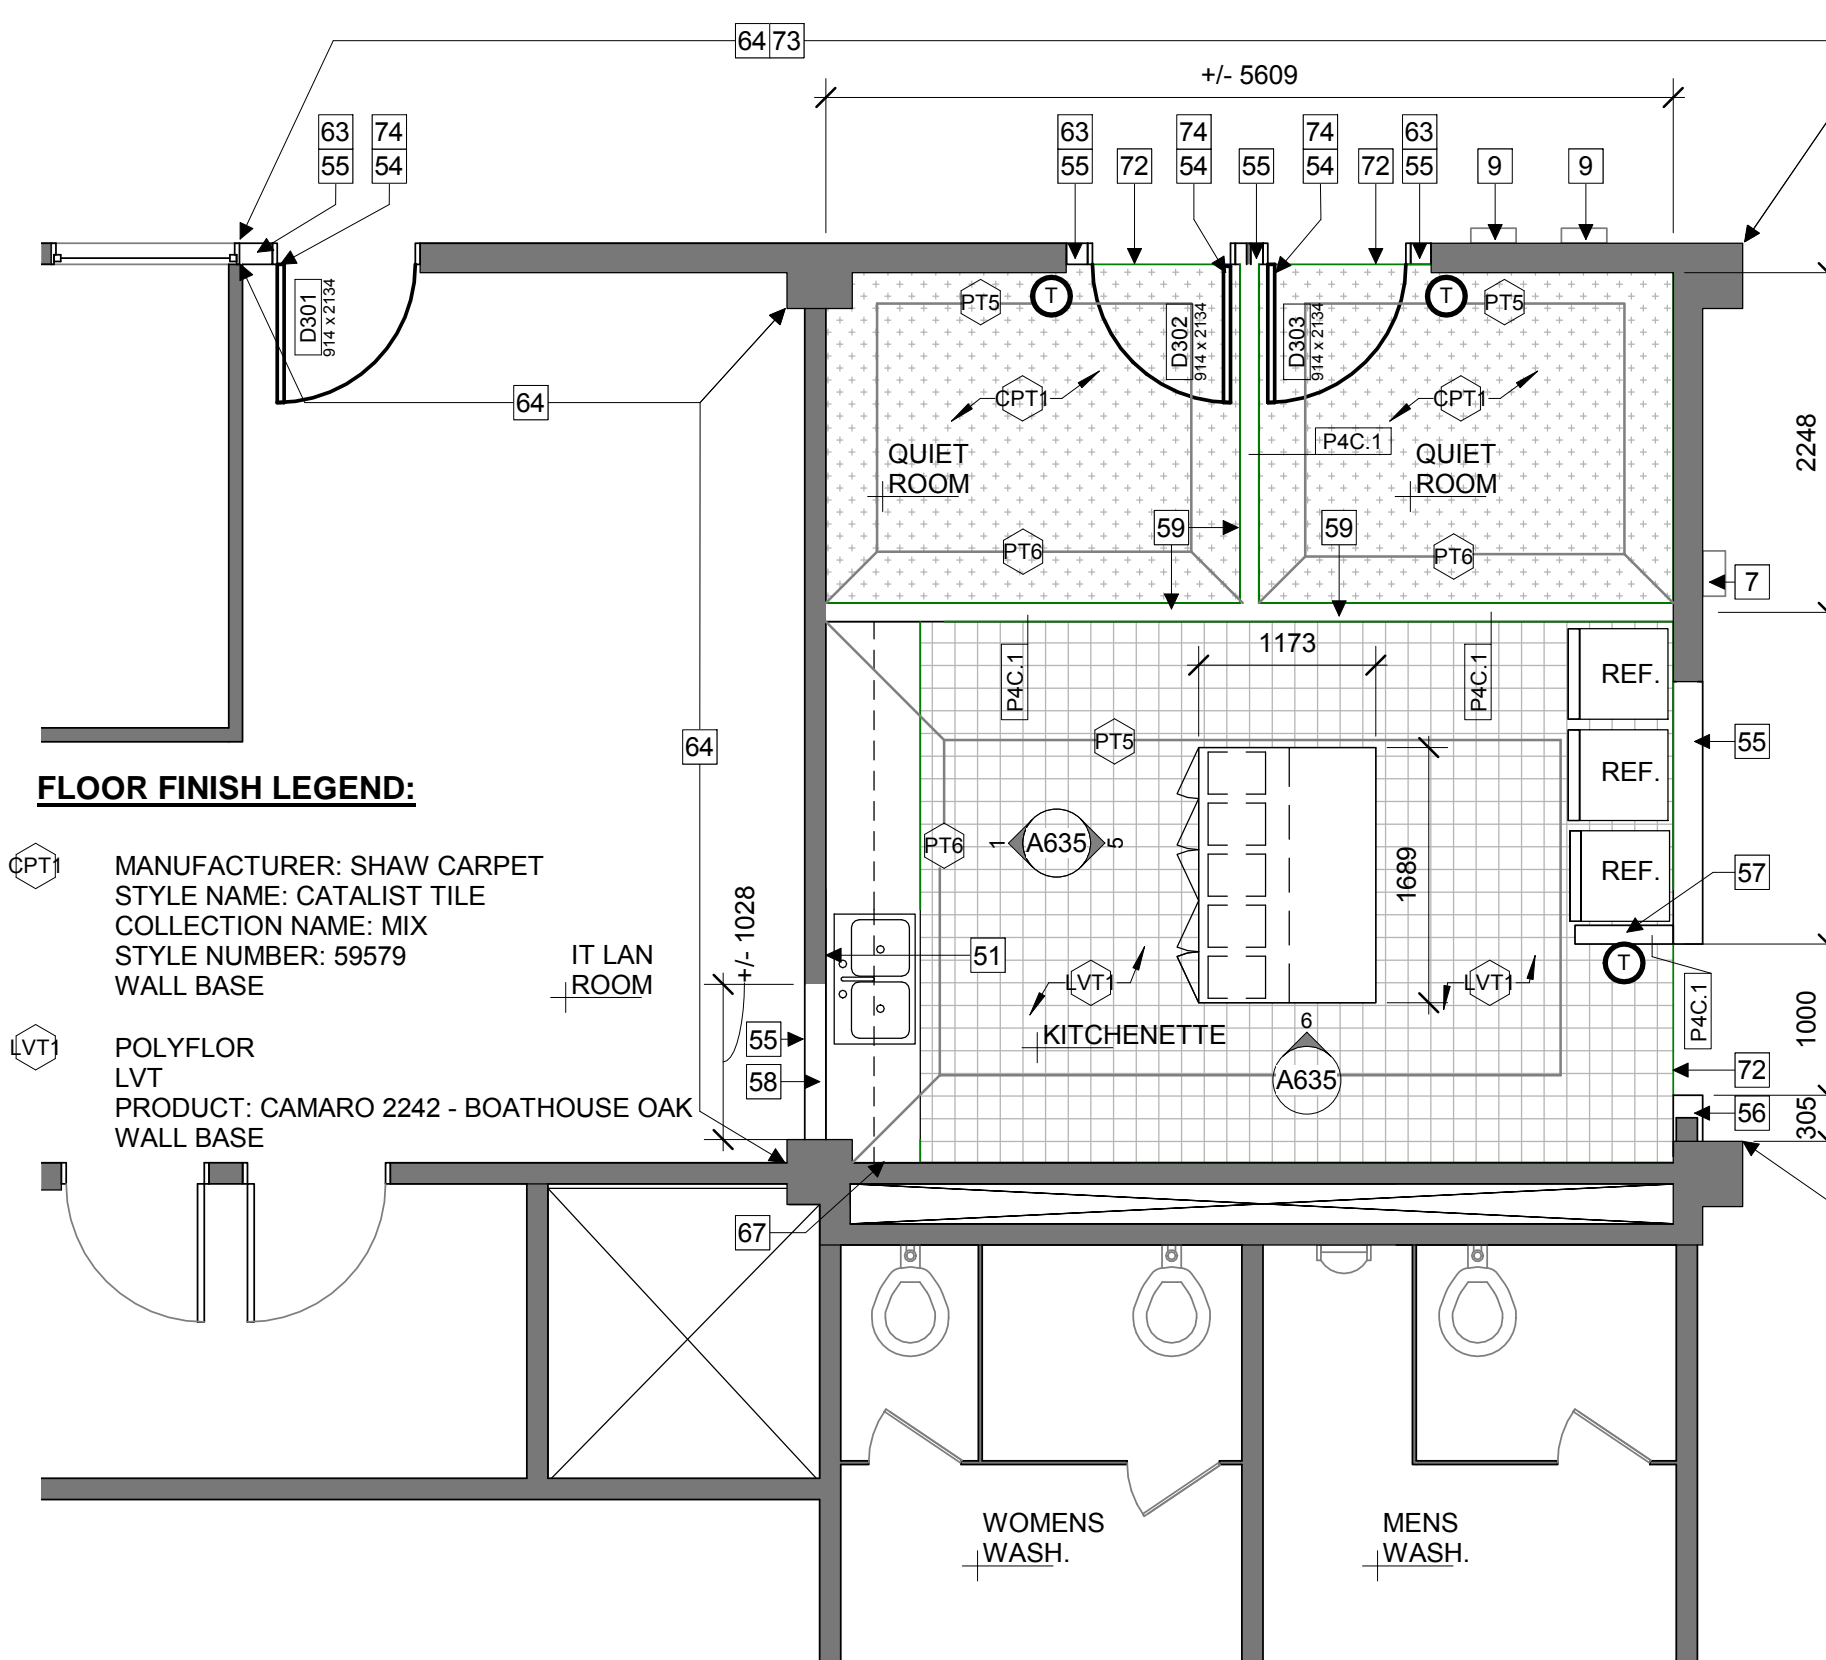 64 73
+/- 5609
63 74 63 74 74 63
55 54 55 72 54 55 54 72 55 9 9
D301
914 x 2134
PT5
T
D302
914 x 2134
D303
914 x 2134
T
PT5
64
CPT1
CPT1
P4C.1
2248
QUIET
ROOM
QUIET
ROOM
59
59
PT6
PT6
7
1173
P4C.1
P4C.1
REF.
64
PT5
55
REF.
FLOOR FINISH LEGEND:
CPT1
MANUFACTURER: SHAW CARPET
STYLE NAME: CATALIST TILE
COLLECTION NAME: MIX
STYLE NUMBER: 59579
WALL BASE
PT6
1
A635
5
1689
REF.
57
+/- 1028
IT LAN
ROOM
51
LVT1
LVT1
T
P4C.1
1000
LVT1
POLYFLOR
LVT
PRODUCT: CAMARO 2242 - BOATHOUSE OAK
WALL BASE
55
58
KITCHENETTE
6
A635
72
56
305
67
WOMENS
WASH.
MENS
WASH.